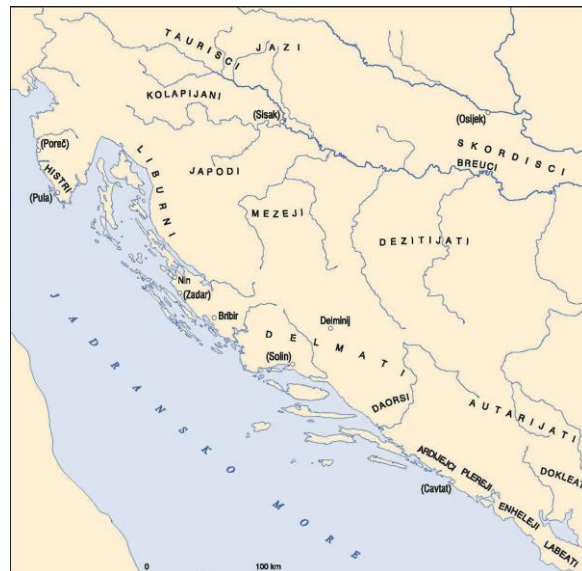 TAURISCI
JAZI
KOLAPIJANI
(Sisak)
(Osijek)
SKORDISCI
BREUCI
(Poreč)
HISTRI
(Pula)
LIBURNI
JAPODI
MEZEJI
DEZITIJATI
Nin
(Zadar)
Bribir
Delminij
DELMATI
(Solin)
DAORSI
AUTARIJATI
ARDIJEJCI PLEREJI
(Cavtat)
DOKLEATI
ENHELEJI
LABEATI
JADRANSKO MORE
0 100 km